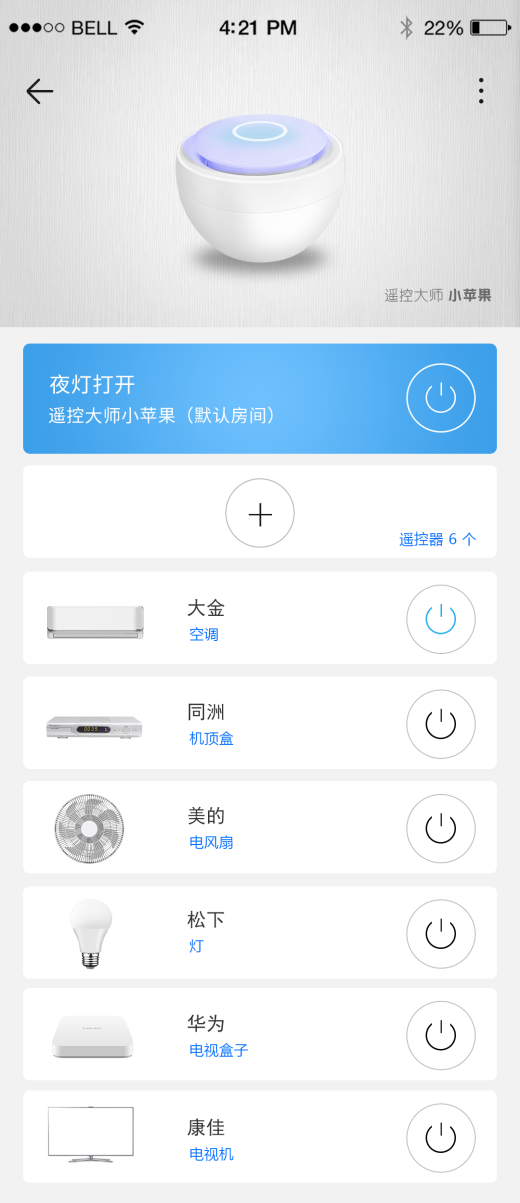 BELL 4:21 PM 22%
遥控大师 小苹果
夜灯打开
遥控大师小苹果（默认房间）
遥控器 6 个
大金
空调
同洲
机顶盒
美的
电风扇
松下
灯
华为
电视盒子
康佳
电视机